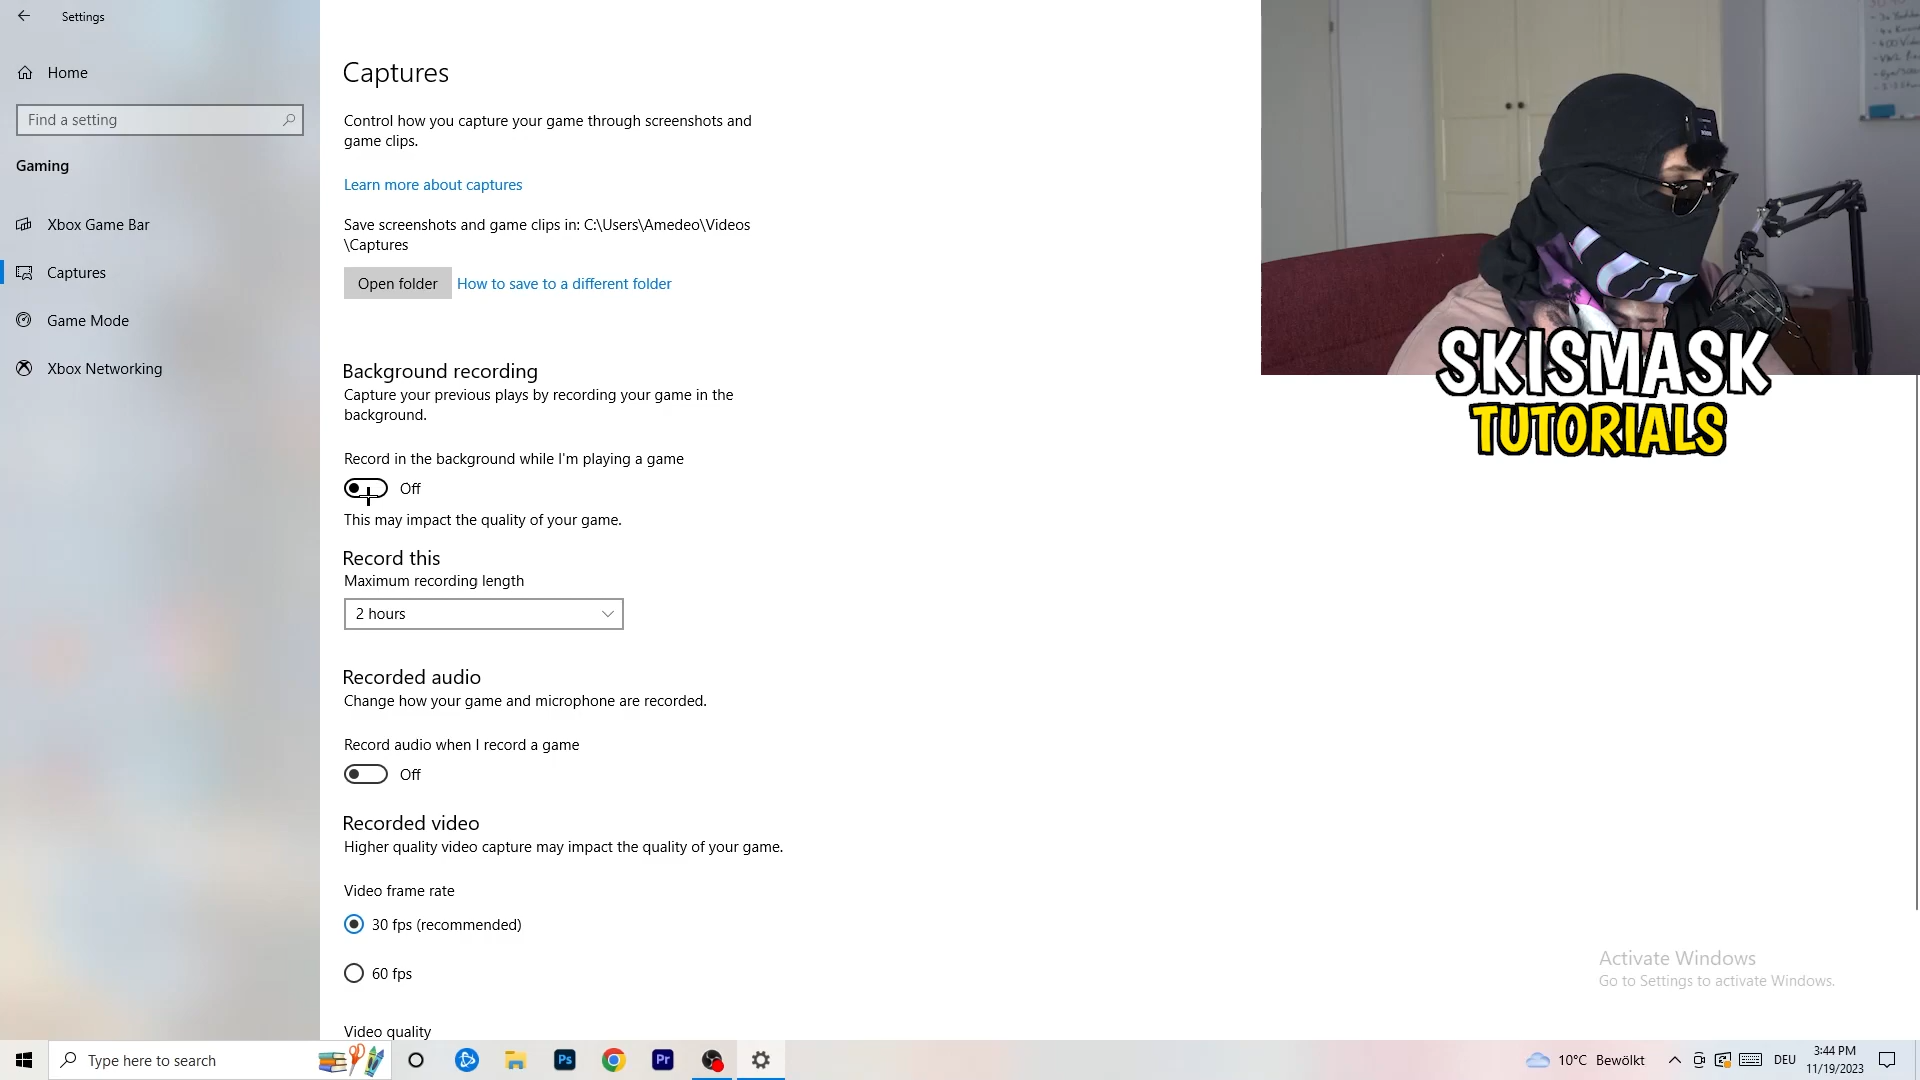 Settings
Home
Find a setting
Gaming
Xbox Game Bar
Captures
Game Mode
Xbox Networking
Captures
Control how you capture your game through screenshots and
game clips.
Learn more about captures
Save screenshots and game clips in: C:\Users\Amedeo\Videos
\Captures
Open folder
How to save to a different folder
Background recording
Capture your previous plays by recording your game in the
background.
Record in the background while I'm playing a game
Off
This may impact the quality of your game.
Record this
Maximum recording length
2 hours
Recorded audio
Change how your game and microphone are recorded.
Record audio when I record a game
Off
Recorded video
Higher quality video capture may impact the quality of your game.
Video frame rate
30 fps (recommended)
60 fps
Video quality
SKISMASK
TUTORIALS
Activate Windows
Go to Settings to activate Windows.
Type here to search
Ps
Pr
10°C Bewölkt
DEU
3:44 PM
11/19/2023